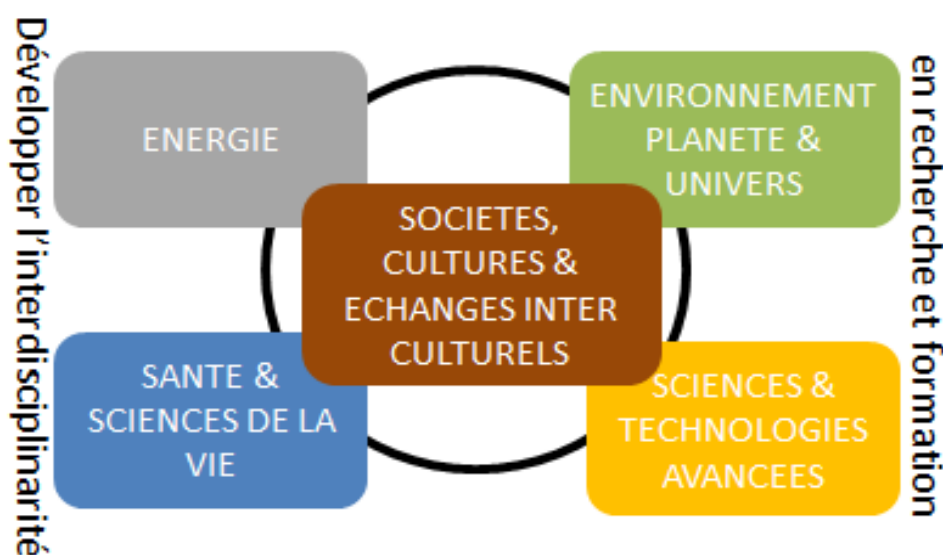 Développer l'interdisciplinarité
ENERGIE
ENVIRONNEMENT
PLANETE &
UNIVERS
SOCIETES,
CULTURES &
ECHANGES INTER
CULTURELS
SANTE &
SCIENCES DE LA
VIE
SCIENCES &
TECHNOLOGIES
AVANCEES
en recherche et formation